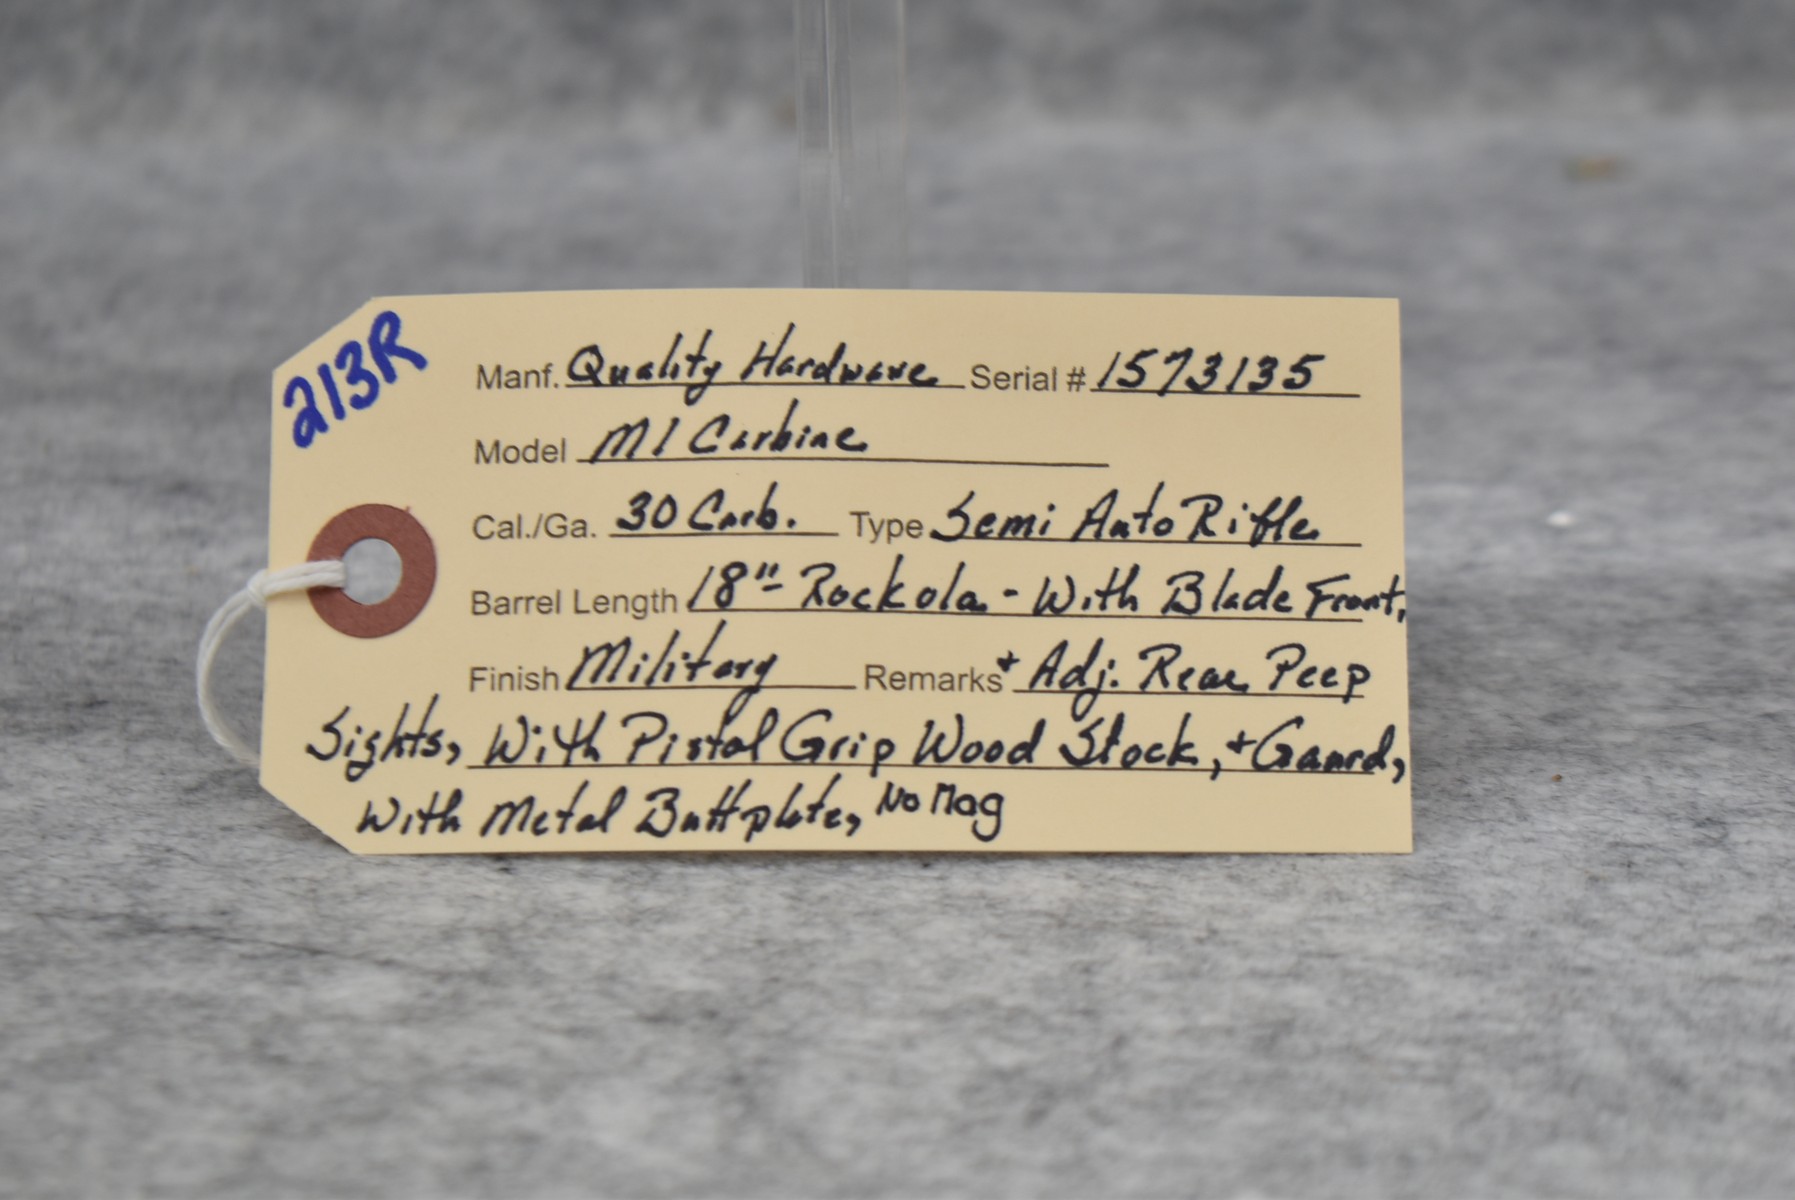 213R
Manf. Quality Hardware Serial # 1573135
Model M1 Carbine
Cal./Ga. 30 Carb. Type Semi Auto Rifle
Barrel Length 18"- Rockola - With Blade Front,
Finish Military Remarks + Adj. Rear Peep
Sights, With Pistol Grip Wood Stock, + Gaurd,
With Metal Buttplate, No Mag